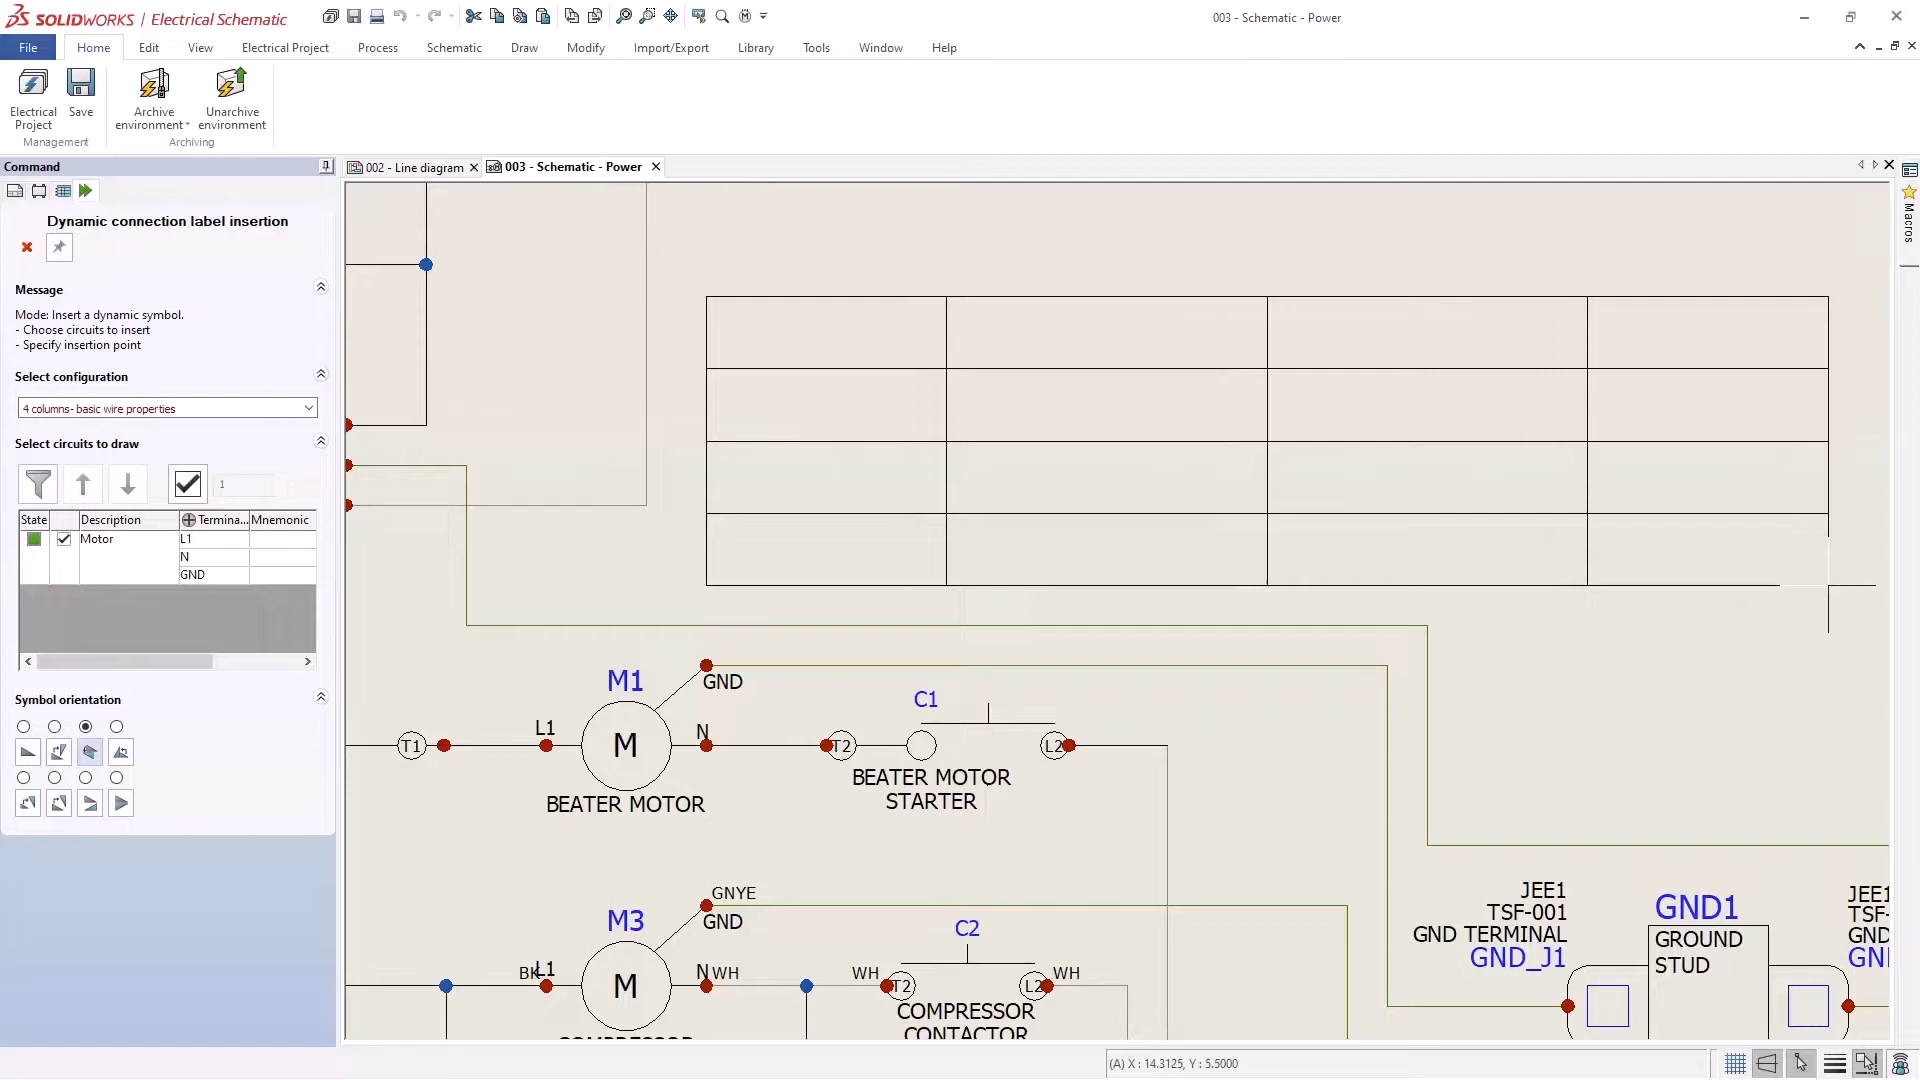 SOLIDWORKS | Electrical Schematic
003 - Schematic - Power
File Home Edit View Electrical Project Process Schematic Draw Modify Import/Export Library Tools Window Help
Electrical Project
Save
Archive environment
Unarchive environment
Management
Archiving
Command
002 - Line diagram
003 - Schematic - Power
Macros
Dynamic connection label insertion
Message
Mode: Insert a dynamic symbol.
- Choose circuits to insert
- Specify insertion point
Select configuration
4 columns- basic wire properties
Select circuits to draw
1
State Description Termina... Mnemonic
Motor L1
N
GND
Symbol orientation
M1
GND
C1
L1
N
T1
M
T2
L2
BEATER MOTOR
BEATER MOTOR
STARTER
GNYE
M3
GND
C2
BK
L1
N
WH
WH
WH
M
T2
L2
COMPRESSOR
CONTACTOR
COMPRESSOR
JEE1
TSF-001
GND TERMINAL
GND_J1
GND1
GROUND
STUD
JEE1
TSF-
GND
GNI
(A) X : 14.3125, Y : 5.5000